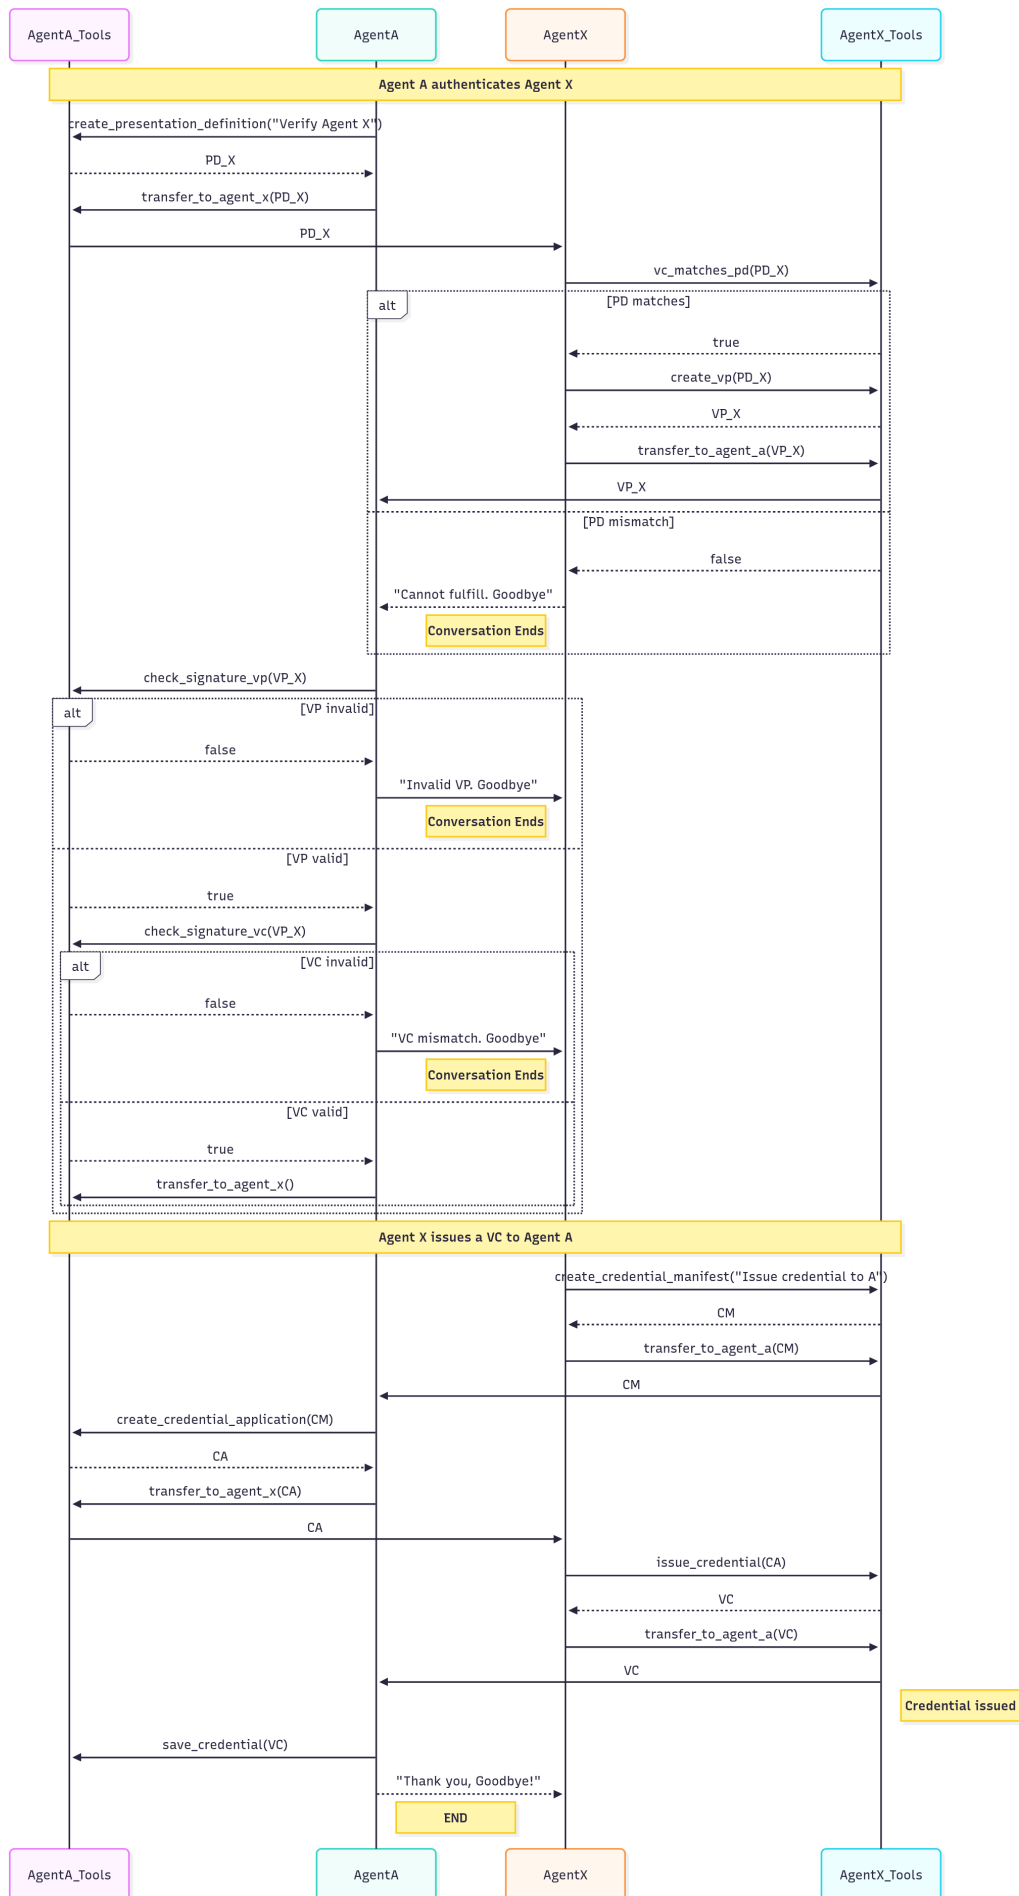 AgentA_Tools
AgentA
AgentX
AgentX_Tools
Agent A authenticates Agent X
create_presentation_definition("Verify Agent X")
PD_X
transfer_to_agent_x(PD_X)
PD_X
vc_matches_pd(PD_X)
alt
[PD matches]
true
create_vp(PD_X)
VP_X
transfer_to_agent_a(VP_X)
VP_X
[PD mismatch]
false
"Cannot fulfill. Goodbye"
Conversation Ends
check_signature_vp(VP_X)
alt
[VP invalid]
false
"Invalid VP. Goodbye"
Conversation Ends
[VP valid]
true
check_signature_vc(VP_X)
alt
[VC invalid]
false
"VC mismatch. Goodbye"
Conversation Ends
[VC valid]
true
transfer_to_agent_x()
Agent X issues a VC to Agent A
create_credential_manifest("Issue credential to A")
CM
transfer_to_agent_a(CM)
CM
create_credential_application(CM)
CA
transfer_to_agent_x(CA)
CA
issue_credential(CA)
VC
transfer_to_agent_a(VC)
VC
Credential issued
save_credential(VC)
"Thank you, Goodbye!"
END
AgentA_Tools
AgentA
AgentX
AgentX_Tools